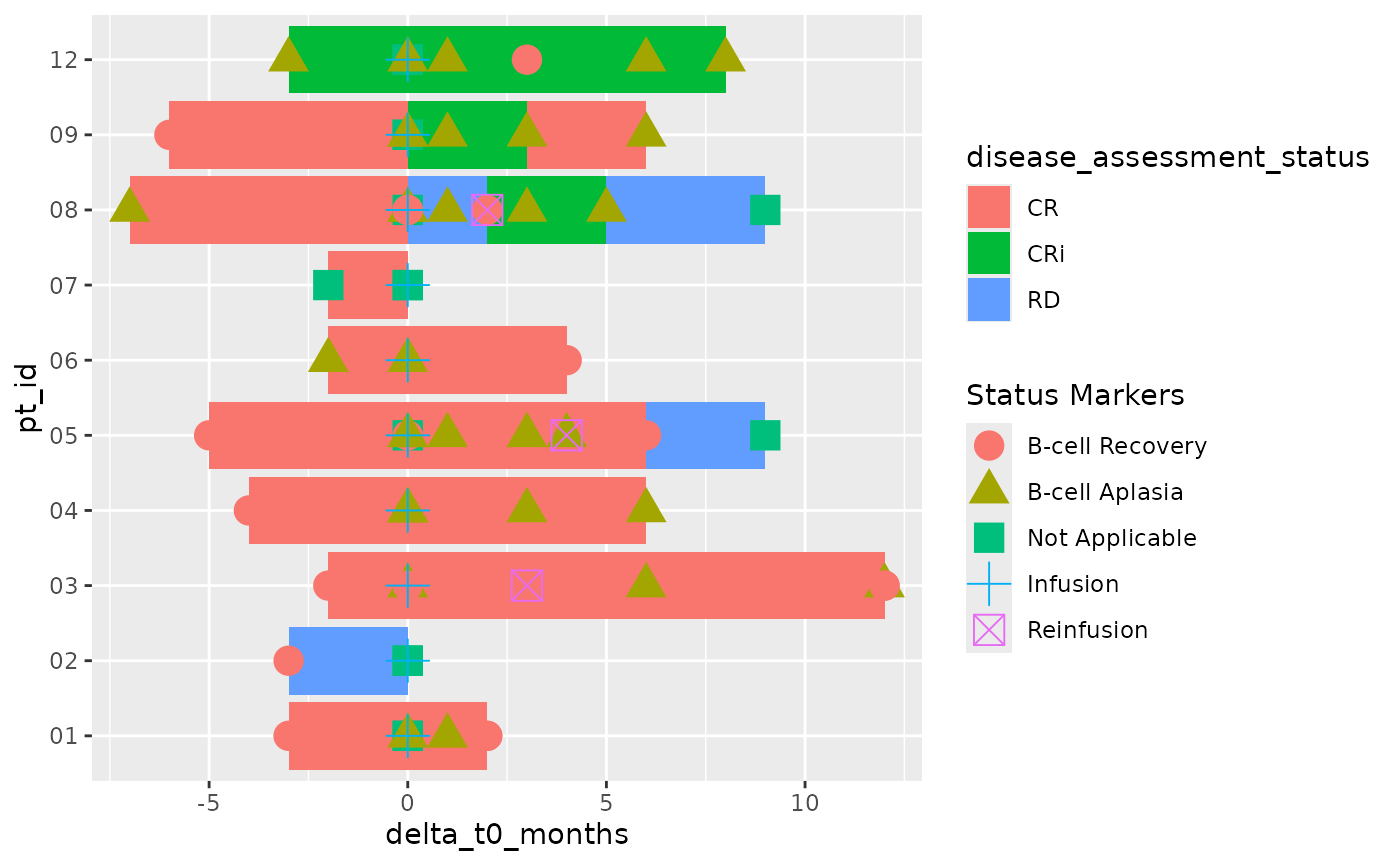 12
09
08
07
06
05
04
03
02
01
pt_id
-5
0
5
10
delta_t0_months
disease_assessment_status
CR
CRi
RD
Status Markers
B-cell Recovery
B-cell Aplasia
Not Applicable
Infusion
Reinfusion